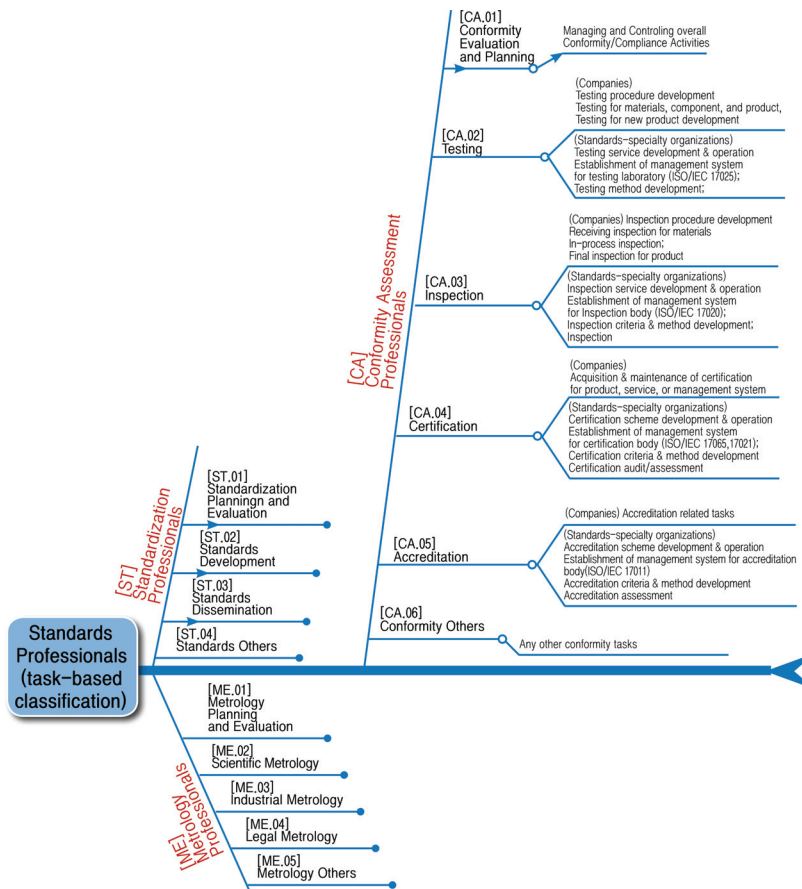 [CA.01]
Conformity
Evaluation
and Planning
Managing and Controling overall
Conformity/Compliance Activities
[CA.02]
Testing
(Companies)
Testing procedure development
Testing for materials, component, and product,
Testing for new product development
(Standards-specialty organizations)
Testing service development & operation
Establishment of management system
for testing laboratory (ISO/IEC 17025);
Testing method development;
[CA]
Conformity Assessment
Professionals
[CA.03]
Inspection
(Companies) Inspection procedure development
Receiving inspection for materials
In-process inspection;
Final inspection for product
(Standards-specialty organizations)
Inspection service development & operation
Establishment of management system
for Inspection body (ISO/IEC 17020);
Inspection criteria & method development;
Inspection
[CA.04]
Certification
(Companies)
Acquisition & maintenance of certification
for product, service, or management system
(Standards-specialty organizations)
Certification scheme development & operation
Establishment of management system
for certification body (ISO/IEC 17065,17021);
Certification criteria & method development
Certification audit/assessment
[CA.05]
Accreditation
(Companies) Accreditation related tasks
(Standards-specialty organizations)
Accreditation scheme development & operation
Establishment of management system for accreditation
body(ISO/IEC 17011)
Accreditation criteria & method development
Accreditation assessment
[CA.06]
Conformity Others
Any other conformity tasks
[ST]
Standardization
Professionals
[ST.01]
Standardization
Planningn and
Evaluation
[ST.02]
Standards
Development
[ST.03]
Standards
Dissemination
[ST.04]
Standards Others
Standards
Professionals
(task-based
classification)
[ME]
Metrology
Professionals
[ME.01]
Metrology
Planning
and Evaluation
[ME.02]
Scientific Metrology
[ME.03]
Industrial Metrology
[ME.04]
Legal Metrology
[ME.05]
Metrology Others